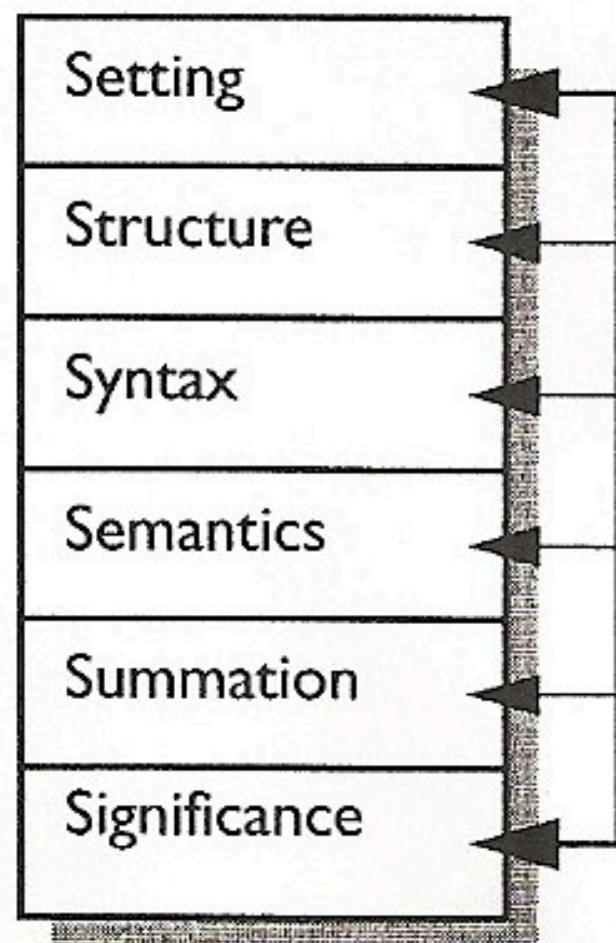 Setting
Structure
Syntax
Semantics
Summation
Significance